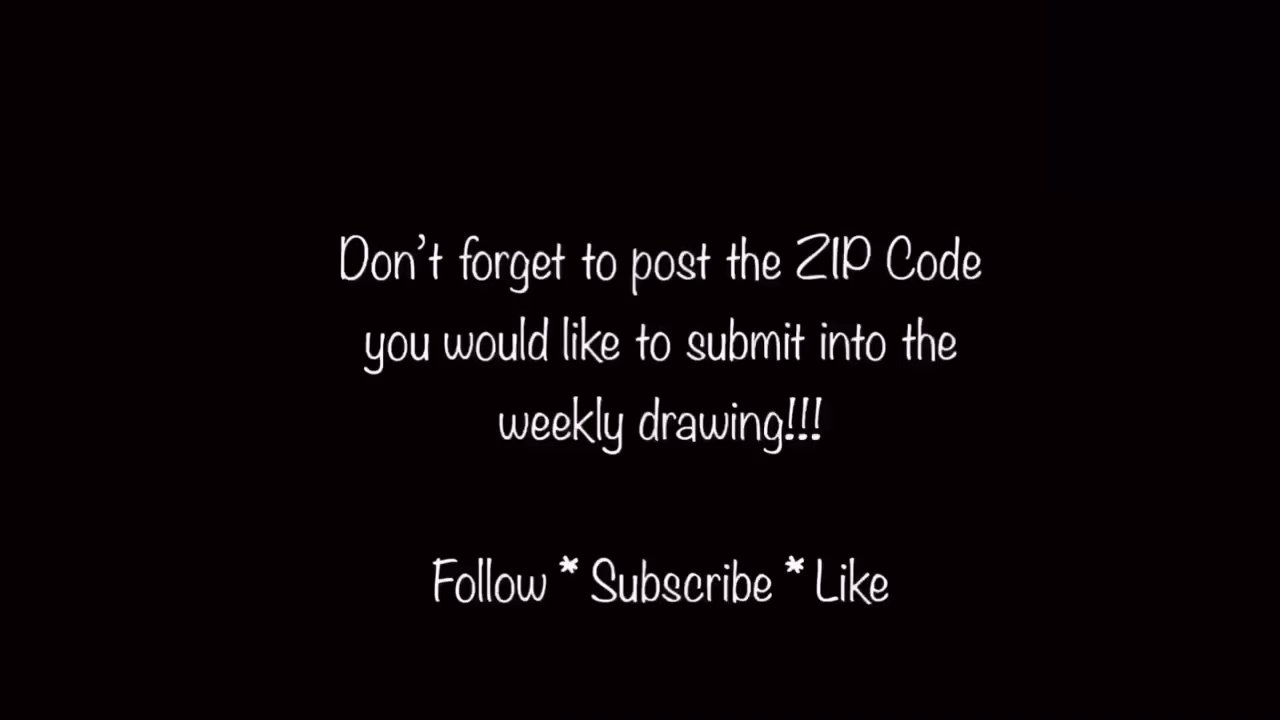 Don't forget to post the ZIP Code
you would like to submit into the
weekly drawing!!!
Follow * Subscribe * Like